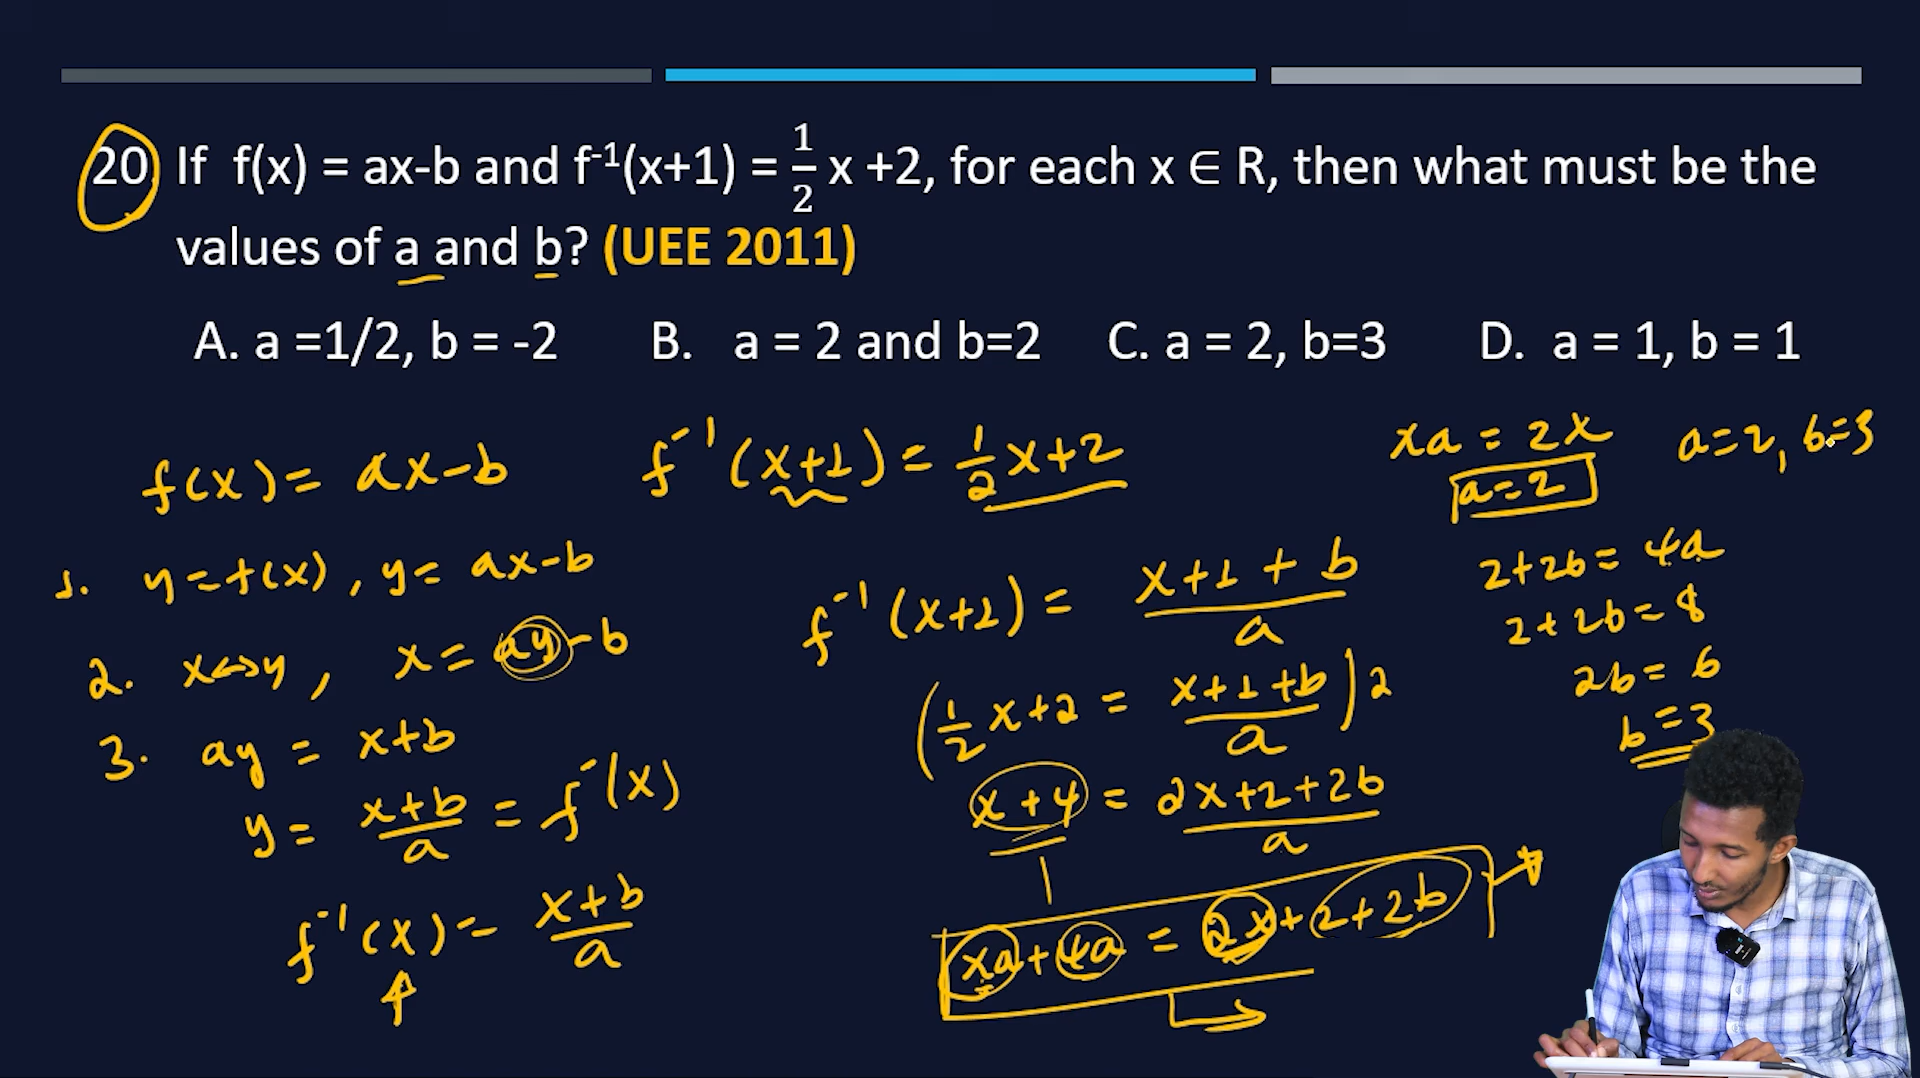 20) If f(x) = ax-b and f⁻¹(x+1) = 1/2 x +2, for each x ∈ R, then what must be the
values of a and b? (UEE 2011)
A. a =1/2, b = -2 B. a = 2 and b=2 C. a = 2, b=3 D. a = 1, b = 1
f(x) = ax-b
1. y=f(x), y= ax-b
2. x↔y, x = ay-b
3. ay = x+b
y = (x+b)/a = f⁻¹(x)
f⁻¹(x) = (x+b)/a
f⁻¹(x+1) = 1/2 x+2
f⁻¹(x+1) = (x+1+b)/a
(1/2 x+2 = (x+1+b)/a)2
x+4 = (2x+2+2b)/a
xa+4a = 2x+2+2b
xa = 2x
a=2
a=2, b=3
2+2b = 4a
2+2b = 8
2b = 6
b=3